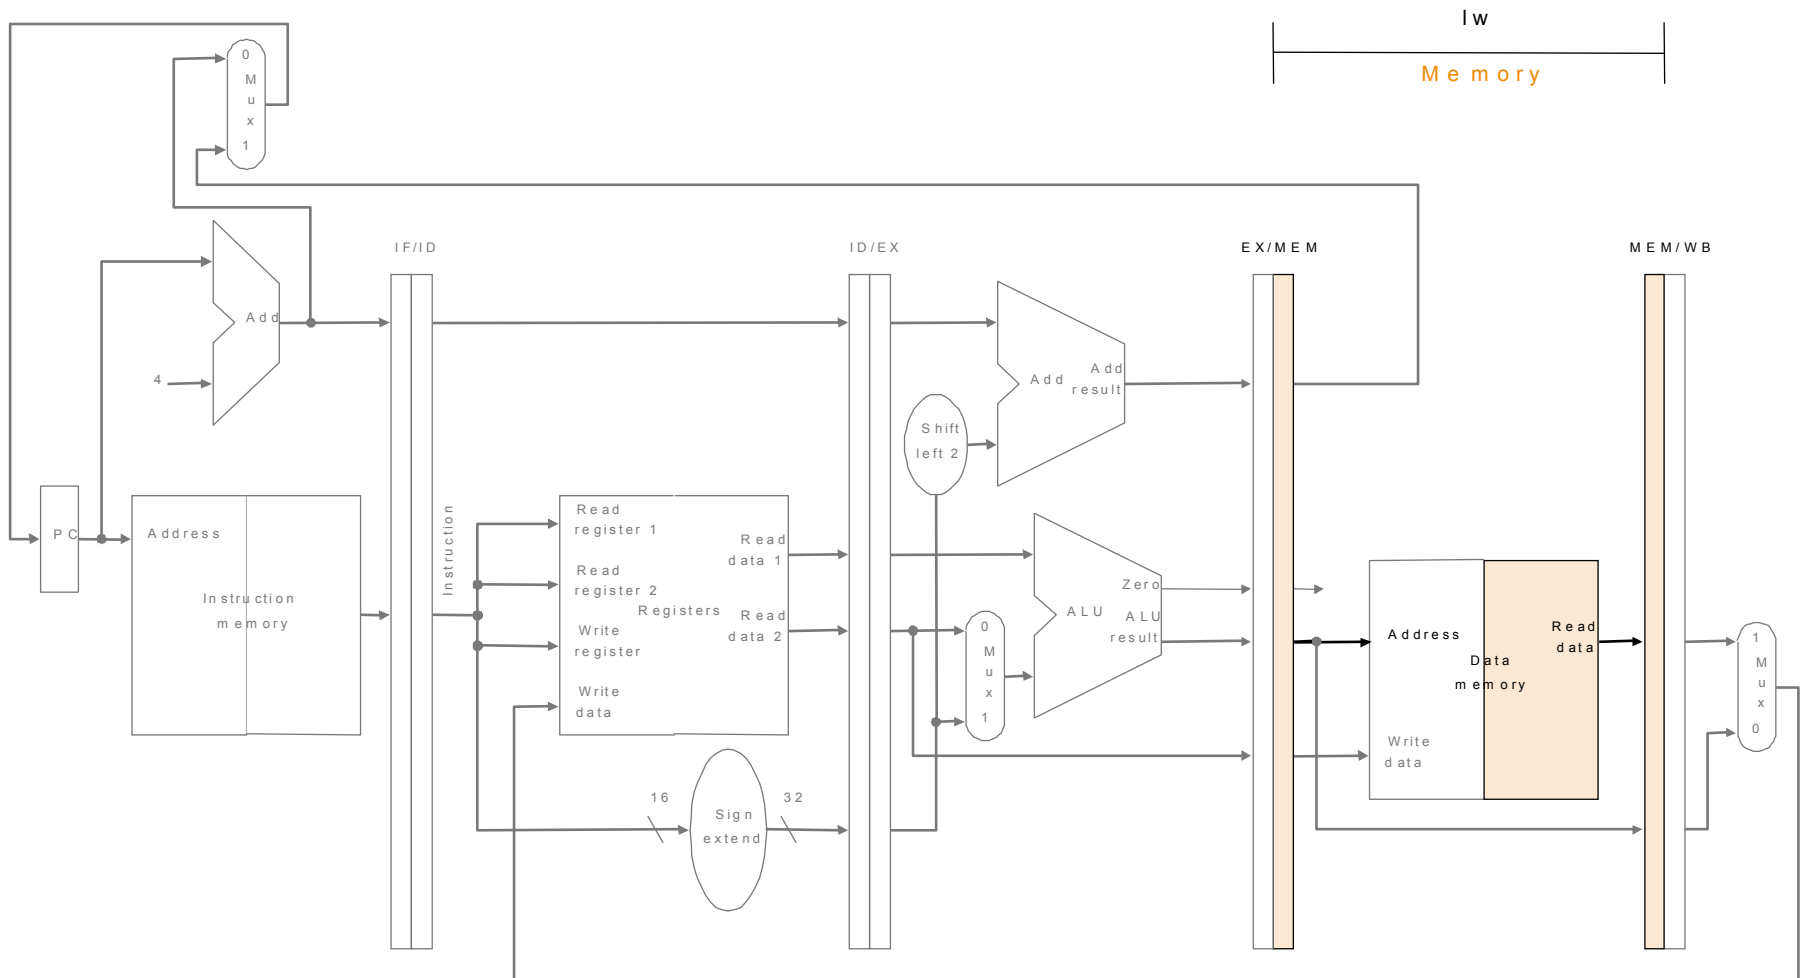 lw
Memory
0
M
u
x
1
IF/ID
ID/EX
EX/MEM
MEM/WB
Add
4
Add
Add
result
Shift
left 2
PC
Address
Instruction
memory
Instruction
Read
register 1
Read
register 2
Write
register
Write
data
Registers
Read
data 1
Read
data 2
0
M
u
x
1
Zero
ALU
ALU
result
Address
Read
data
Data
memory
Write
data
1
M
u
x
0
16
Sign
extend
32